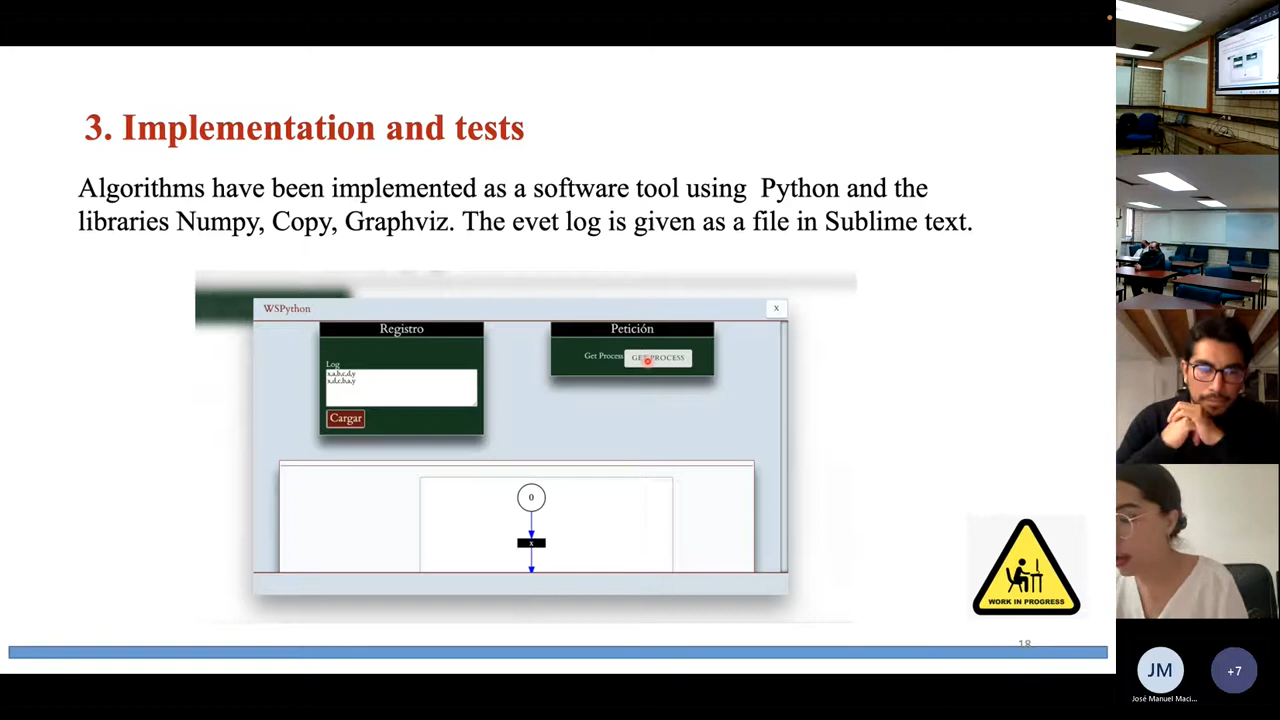 3. Implementation and tests
Algorithms have been implemented as a software tool using Python and the
libraries Numpy, Copy, Graphviz. The evet log is given as a file in Sublime text.
WSPython
X
Registro
Log
x,a,b,c,d,y
x,d,c,b,a,y
Cargar
Petición
Get Process
GET PROCESS
0
x
WORK IN PROGRESS
18
JM
José Manuel Maci...
+7